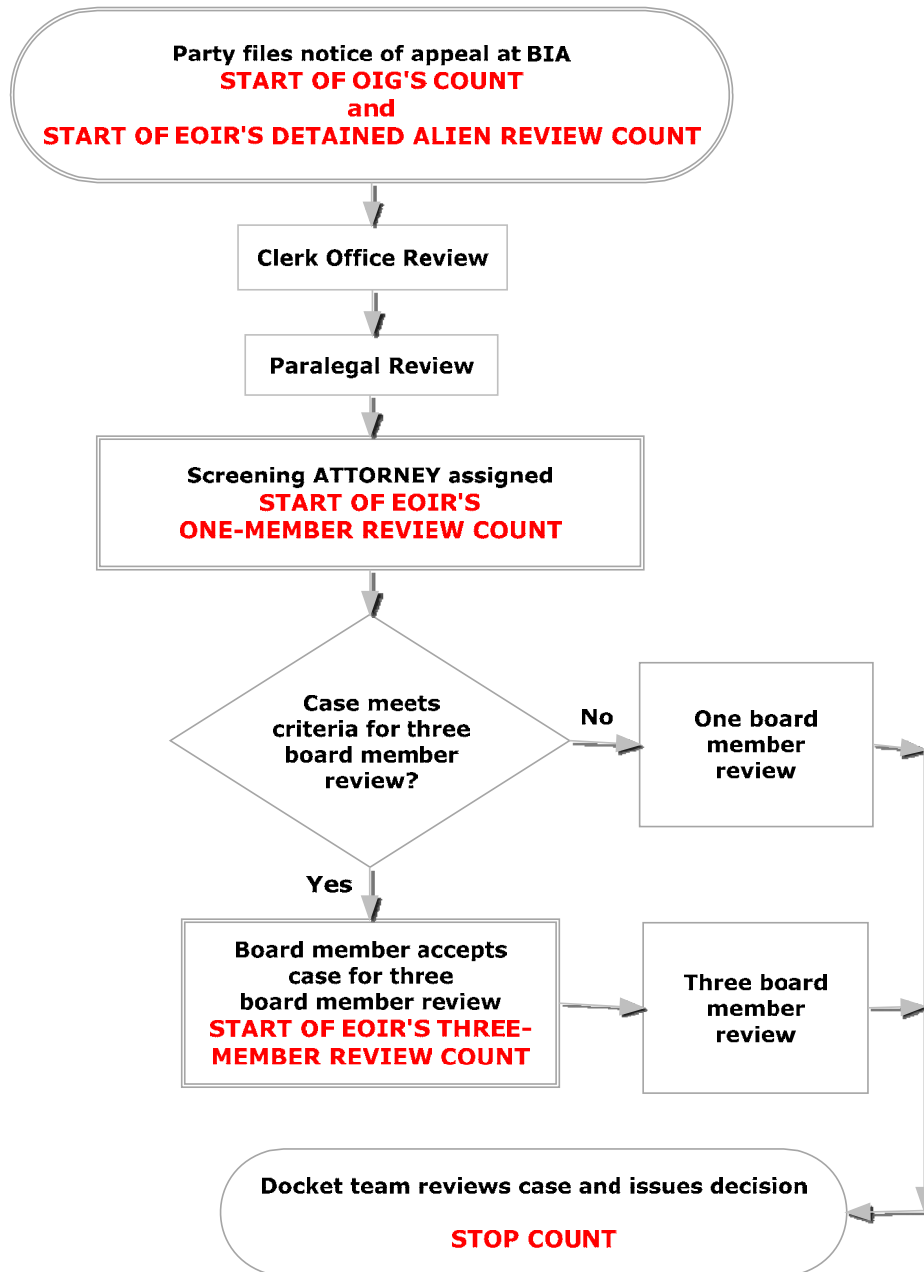 Party files notice of appeal at BIA
START OF OIG'S COUNT
and
START OF EOIR'S DETAINED ALIEN REVIEW COUNT
Clerk Office Review
Paralegal Review
Screening ATTORNEY assigned
START OF EOIR'S
ONE-MEMBER REVIEW COUNT
Case meets
criteria for three
board member
review?
No
One board
member
review
Yes
Board member accepts
case for three
board member review
START OF EOIR'S THREE-
MEMBER REVIEW COUNT
Three board
member
review
Docket team reviews case and issues decision
STOP COUNT